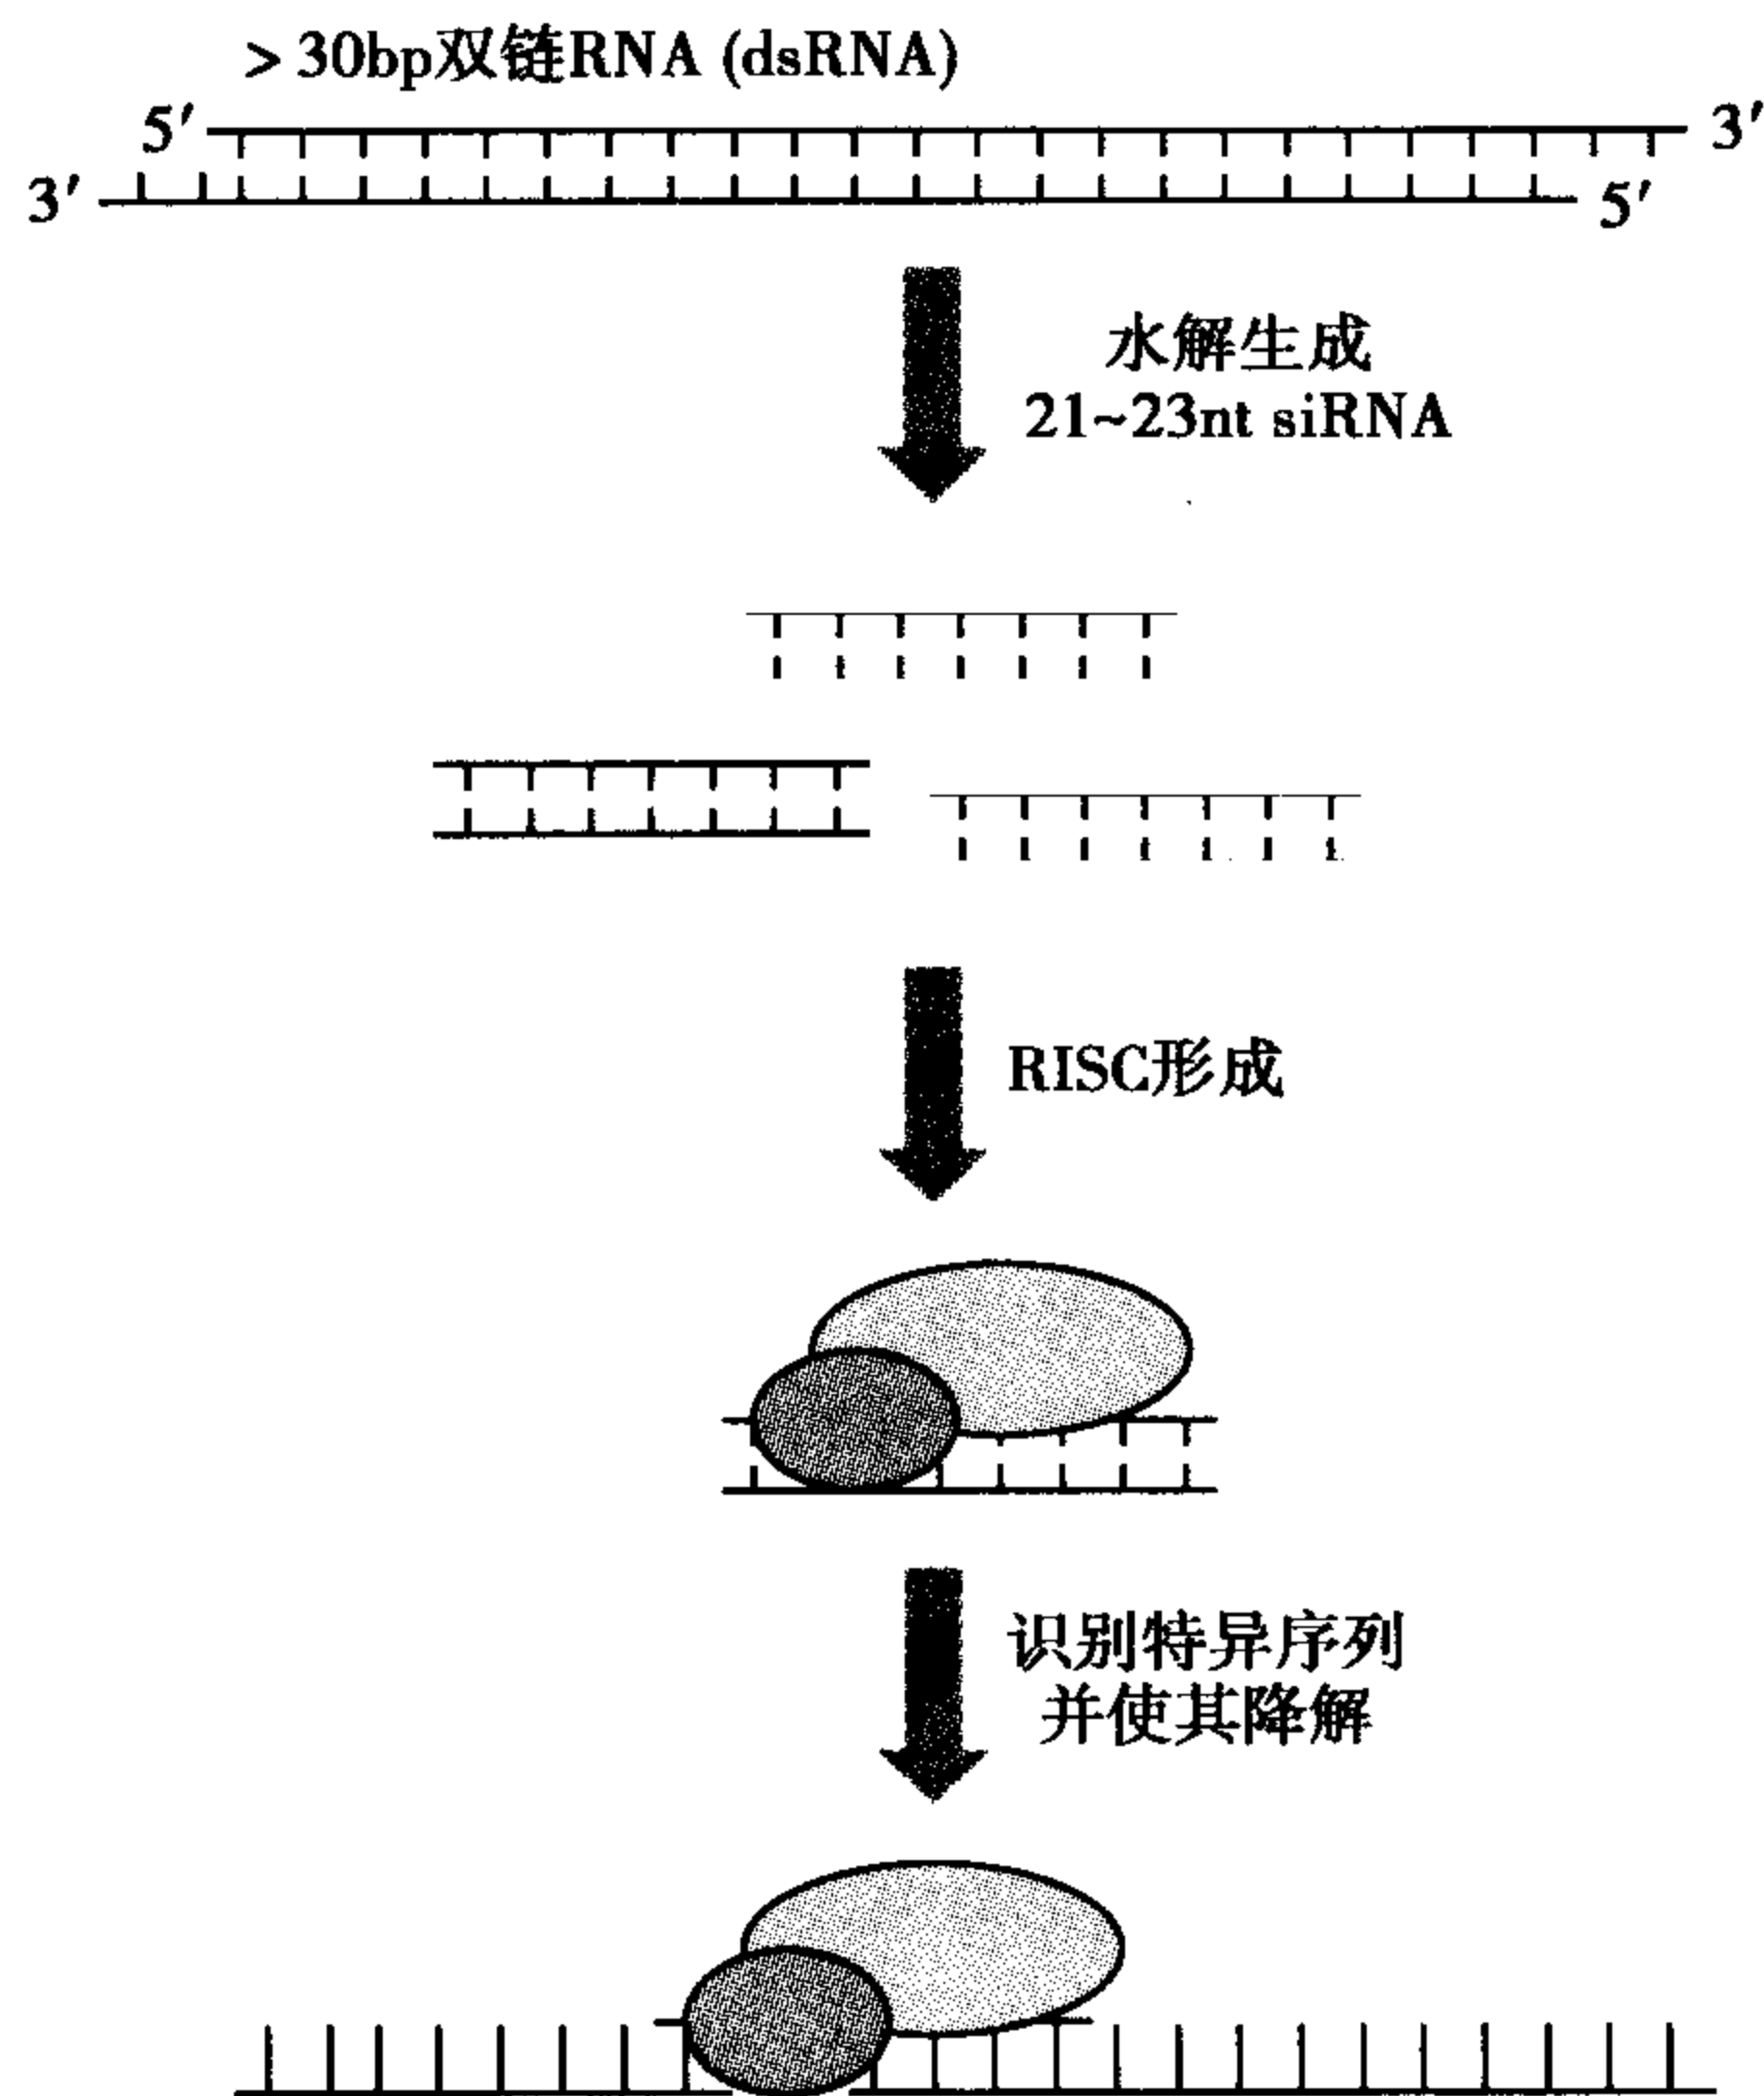 > 30bp双链RNA (dsRNA)
5′ 3′
3′ 5′
水解生成
21~23nt siRNA
RISC形成
识别特异序列
并使其降解